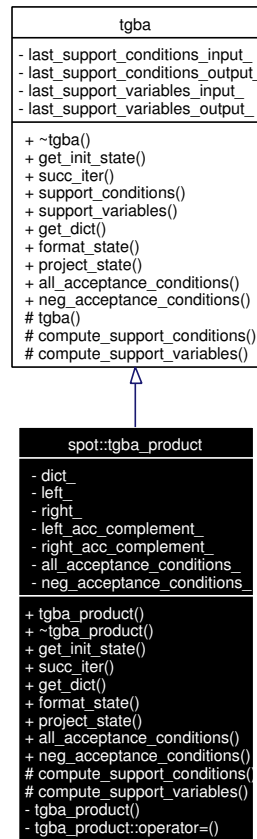 tgba
- last_support_conditions_input_
- last_support_conditions_output_
- last_support_variables_input_
- last_support_variables_output_
+ ~tgba()
+ get_init_state()
+ succ_iter()
+ support_conditions()
+ support_variables()
+ get_dict()
+ format_state()
+ project_state()
+ all_acceptance_conditions()
+ neg_acceptance_conditions()
# tgba()
# compute_support_conditions()
# compute_support_variables()
spot::tgba_product
- dict_
- left_
- right_
- left_acc_complement_
- right_acc_complement_
- all_acceptance_conditions_
- neg_acceptance_conditions_
+ tgba_product()
+ ~tgba_product()
+ get_init_state()
+ succ_iter()
+ get_dict()
+ format_state()
+ project_state()
+ all_acceptance_conditions()
+ neg_acceptance_conditions()
# compute_support_conditions()
# compute_support_variables()
- tgba_product()
- tgba_product::operator=()